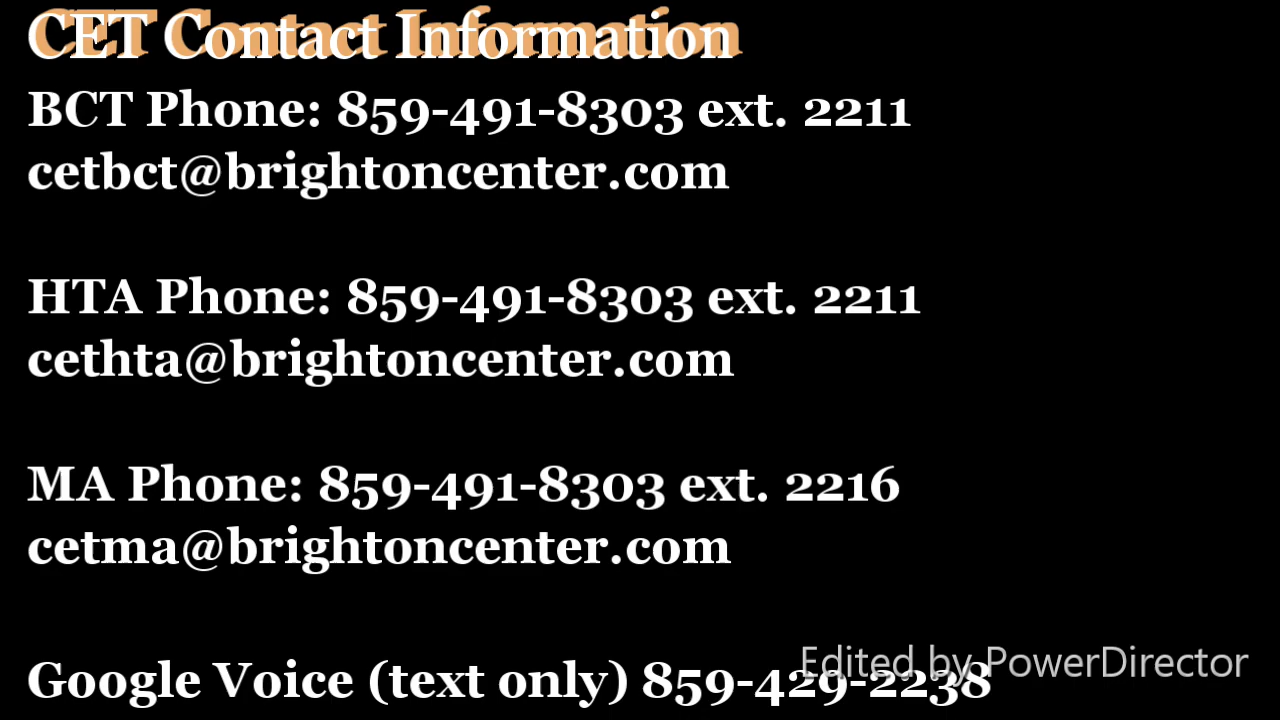 CET Contact Information
BCT Phone: 859-491-8303 ext. 2211
cetbct@brightoncenter.com
HTA Phone: 859-491-8303 ext. 2211
cethta@brightoncenter.com
MA Phone: 859-491-8303 ext. 2216
cetma@brightoncenter.com
Google Voice (text only) 859-429-2238
Edited by PowerDirector